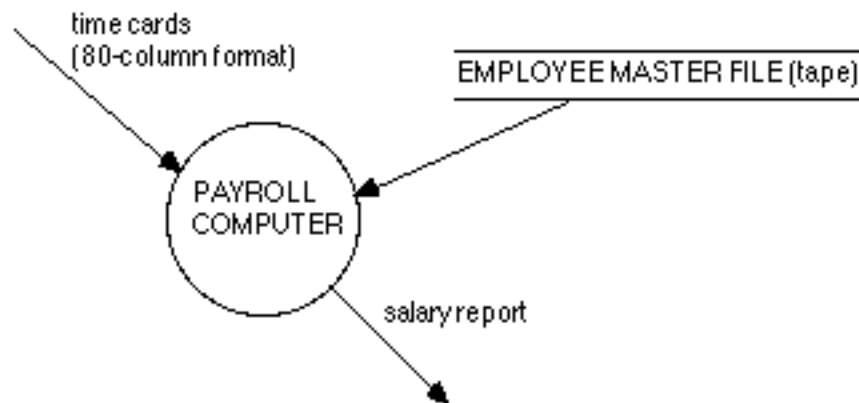 time cards
(80-column format)
EMPLOYEE MASTER FILE (tape)
PAYROLL
COMPUTER
salary report